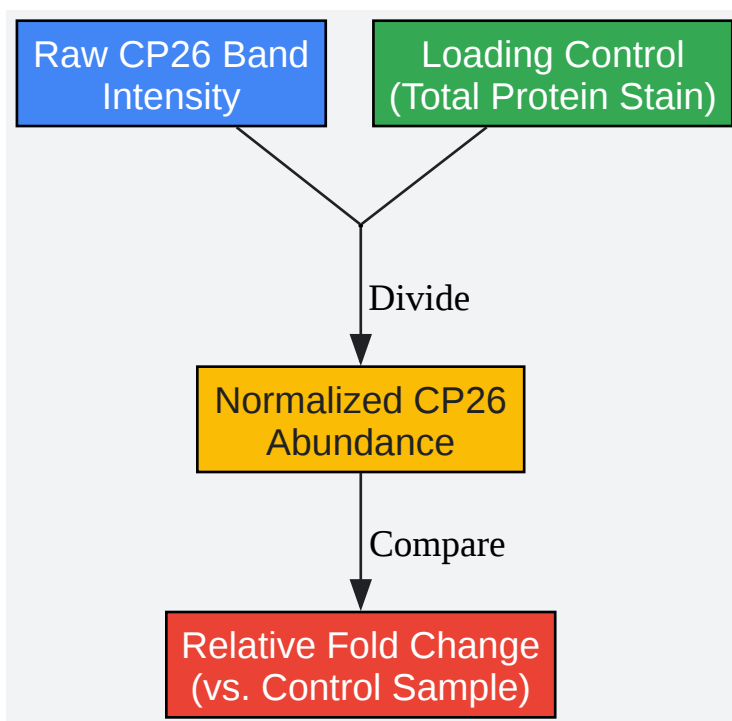 Raw CP26 Band
Intensity
Loading Control
(Total Protein Stain)
Divide
Normalized CP26
Abundance
Compare
Relative Fold Change
(vs. Control Sample)